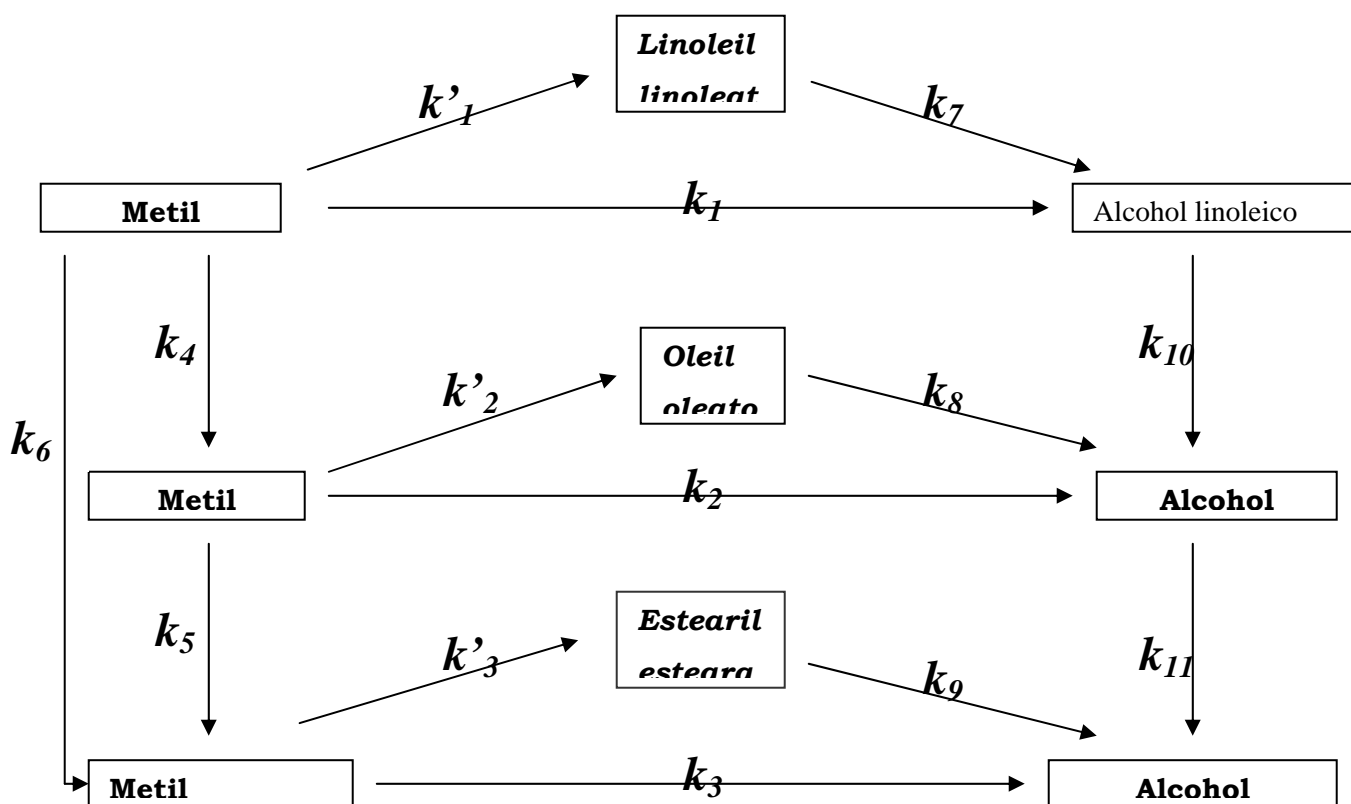 Linoleil
linoleat
k’1
k7
Metil
k1
Alcohol linoleico
k4
k10
Oleil
oleato
k’2
k8
k6
Metil
k2
Alcohol
k5
k11
Estearil
esteara
k’3
k9
Metil
k3
Alcohol